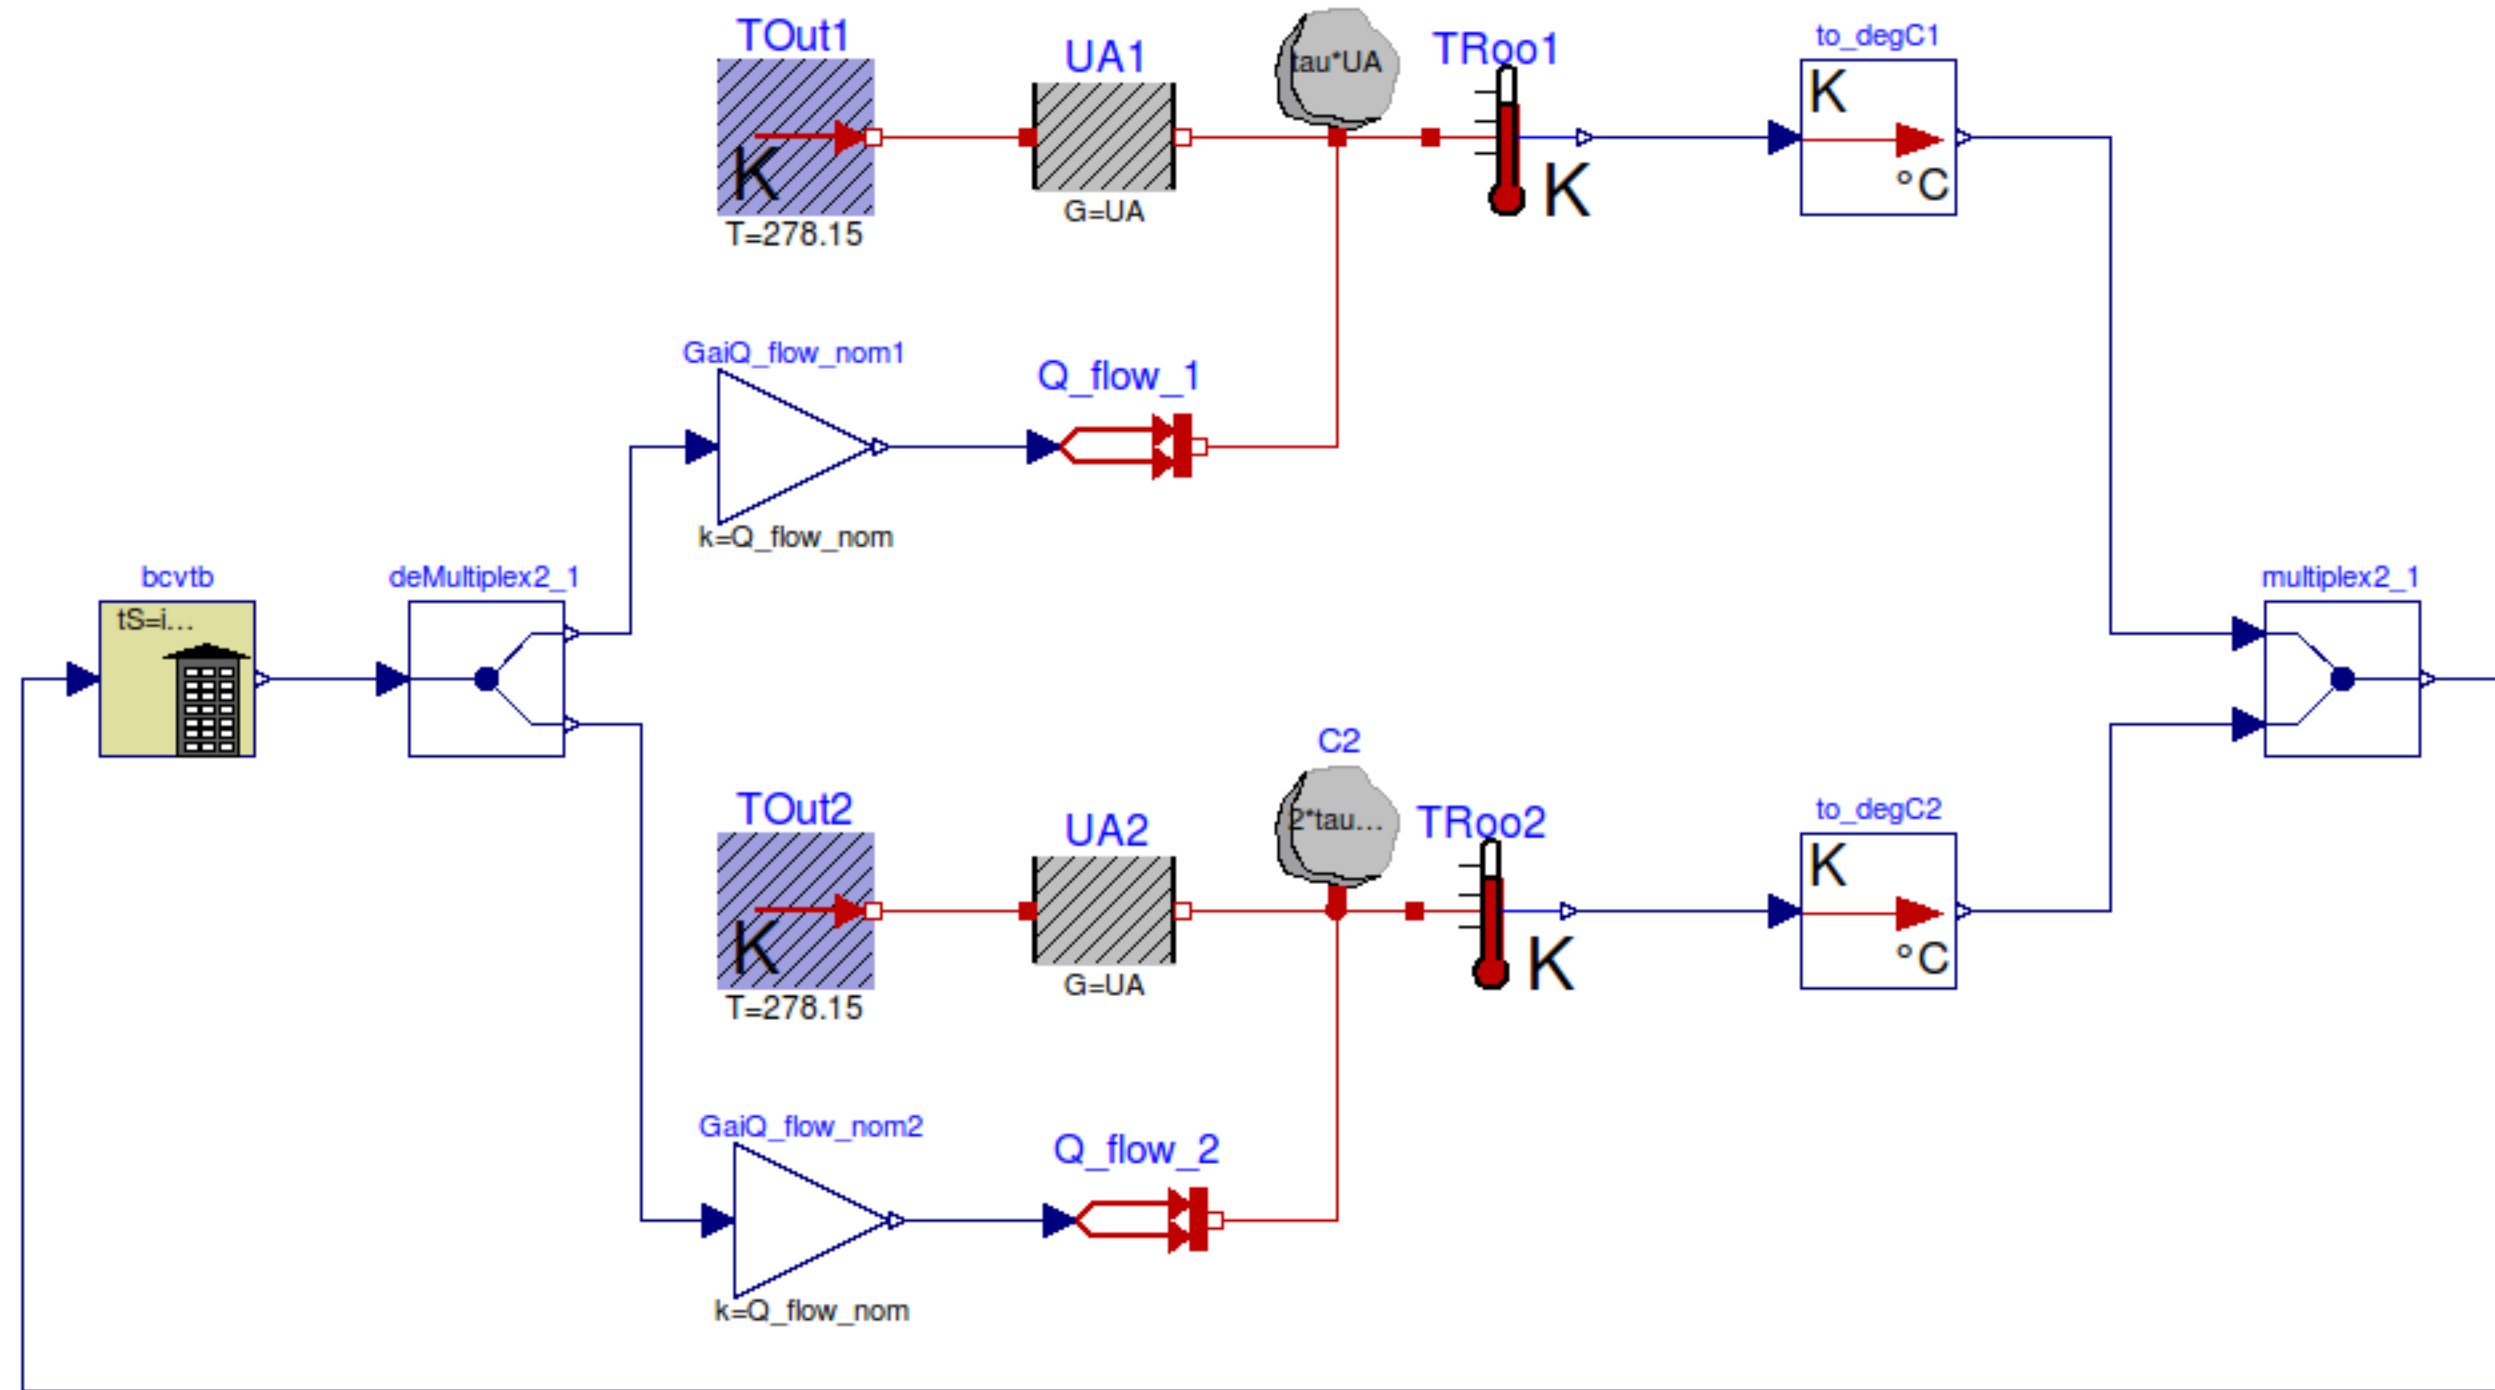 TOut1
K
T=278.15
UA1
G=UA
tau*UA
TRoo1
K
to_degC1
K
°C
GaiQ_flow_nom1
k=Q_flow_nom
Q_flow_1
bcvtb
tS=i...
deMultiplex2_1
multiplex2_1
TOut2
K
T=278.15
UA2
G=UA
C2
2*tau...
TRoo2
K
to_degC2
K
°C
GaiQ_flow_nom2
k=Q_flow_nom
Q_flow_2